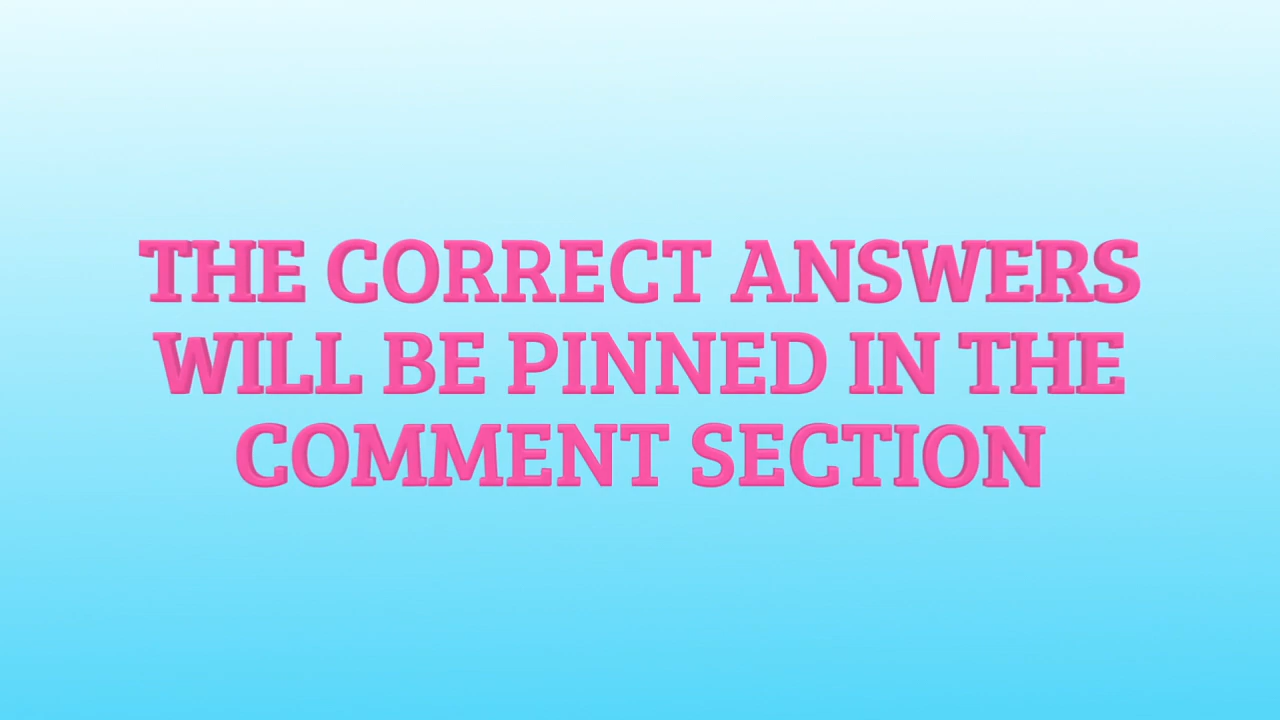 THE CORRECT ANSWERS
WILL BE PINNED IN THE
COMMENT SECTION